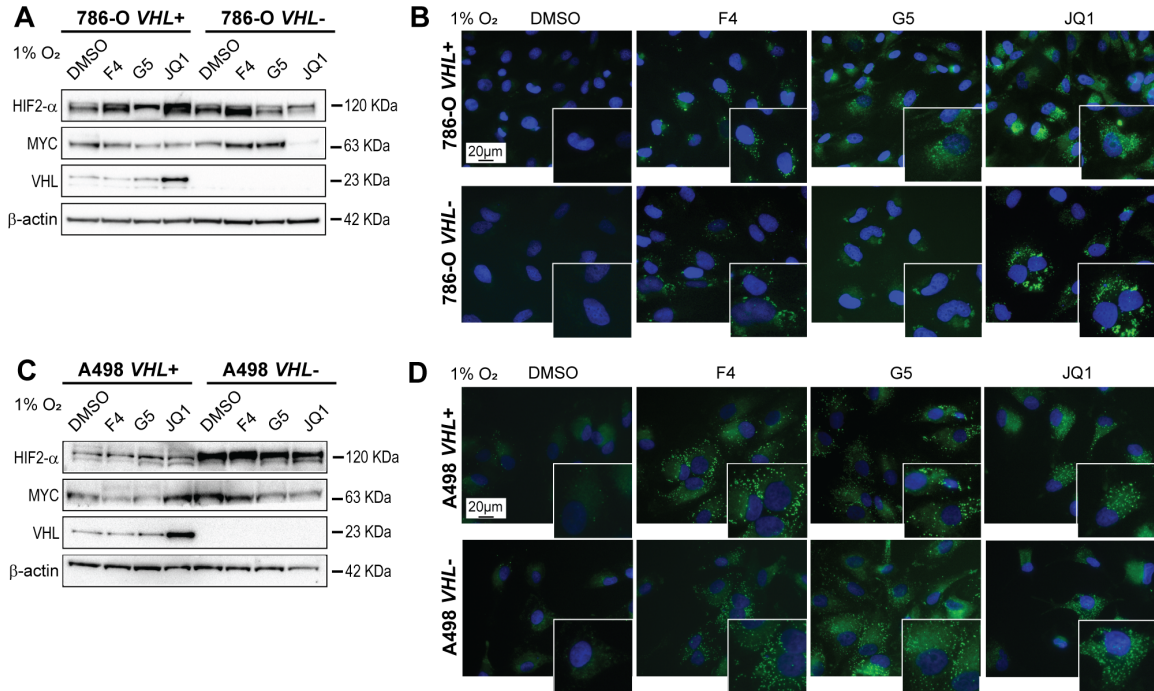 A
786-O VHL+ 786-O VHL-
1% O₂ DMSO F4 G5 JQ1 DMSO F4 G5 JQ1
HIF2-α 120 KDa
MYC 63 KDa
VHL 23 KDa
β-actin 42 KDa
B
1% O₂ DMSO F4 G5 JQ1
786-O VHL+
20μm
786-O VHL-
C
A498 VHL+ A498 VHL-
1% O₂ DMSO F4 G5 JQ1 DMSO F4 G5 JQ1
HIF2-α 120 KDa
MYC 63 KDa
VHL 23 KDa
β-actin 42 KDa
D
1% O₂ DMSO F4 G5 JQ1
A498 VHL+
20μm
A498 VHL-